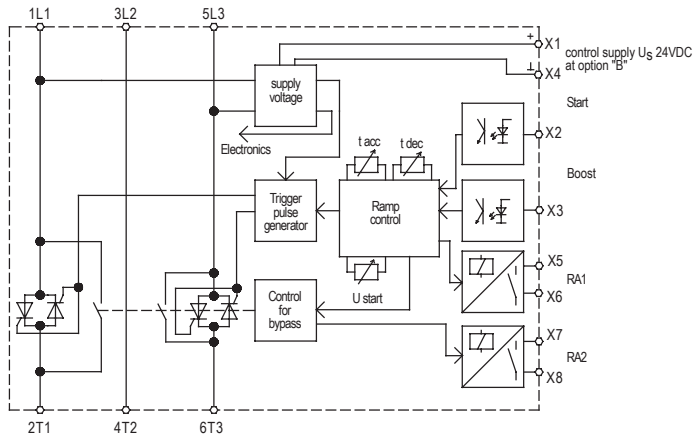 1L1 3L2 5L3
+ X1
control supply US 24VDC
at option "B"
⊥ X4
supply
voltage
Start
Electronics
X2
t acc t dec
Boost
Trigger
pulse
generator
Ramp
control
X3
U start
X5
RA1
X6
Control
for
bypass
X7
RA2
X8
2T1 4T2 6T3